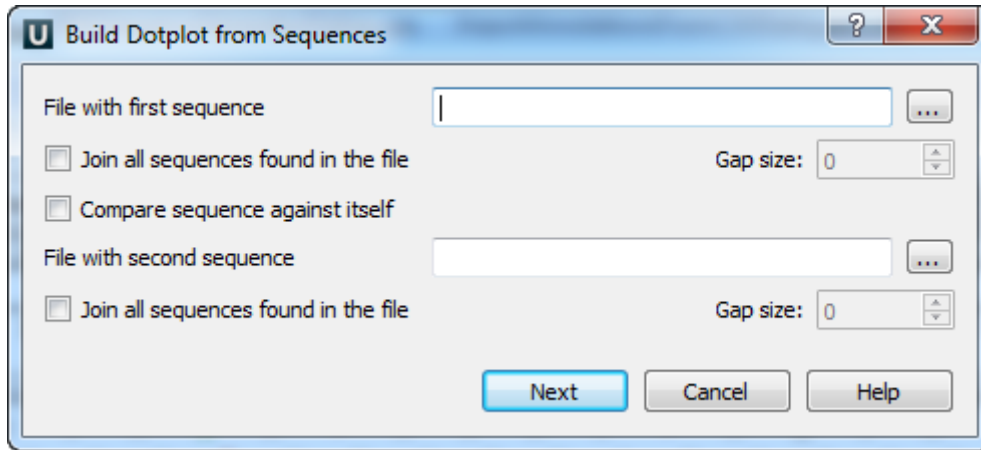 U Build Dotplot from Sequences ? X
File with first sequence ...
Join all sequences found in the file Gap size: 0
Compare sequence against itself
File with second sequence ...
Join all sequences found in the file Gap size: 0
Next Cancel Help